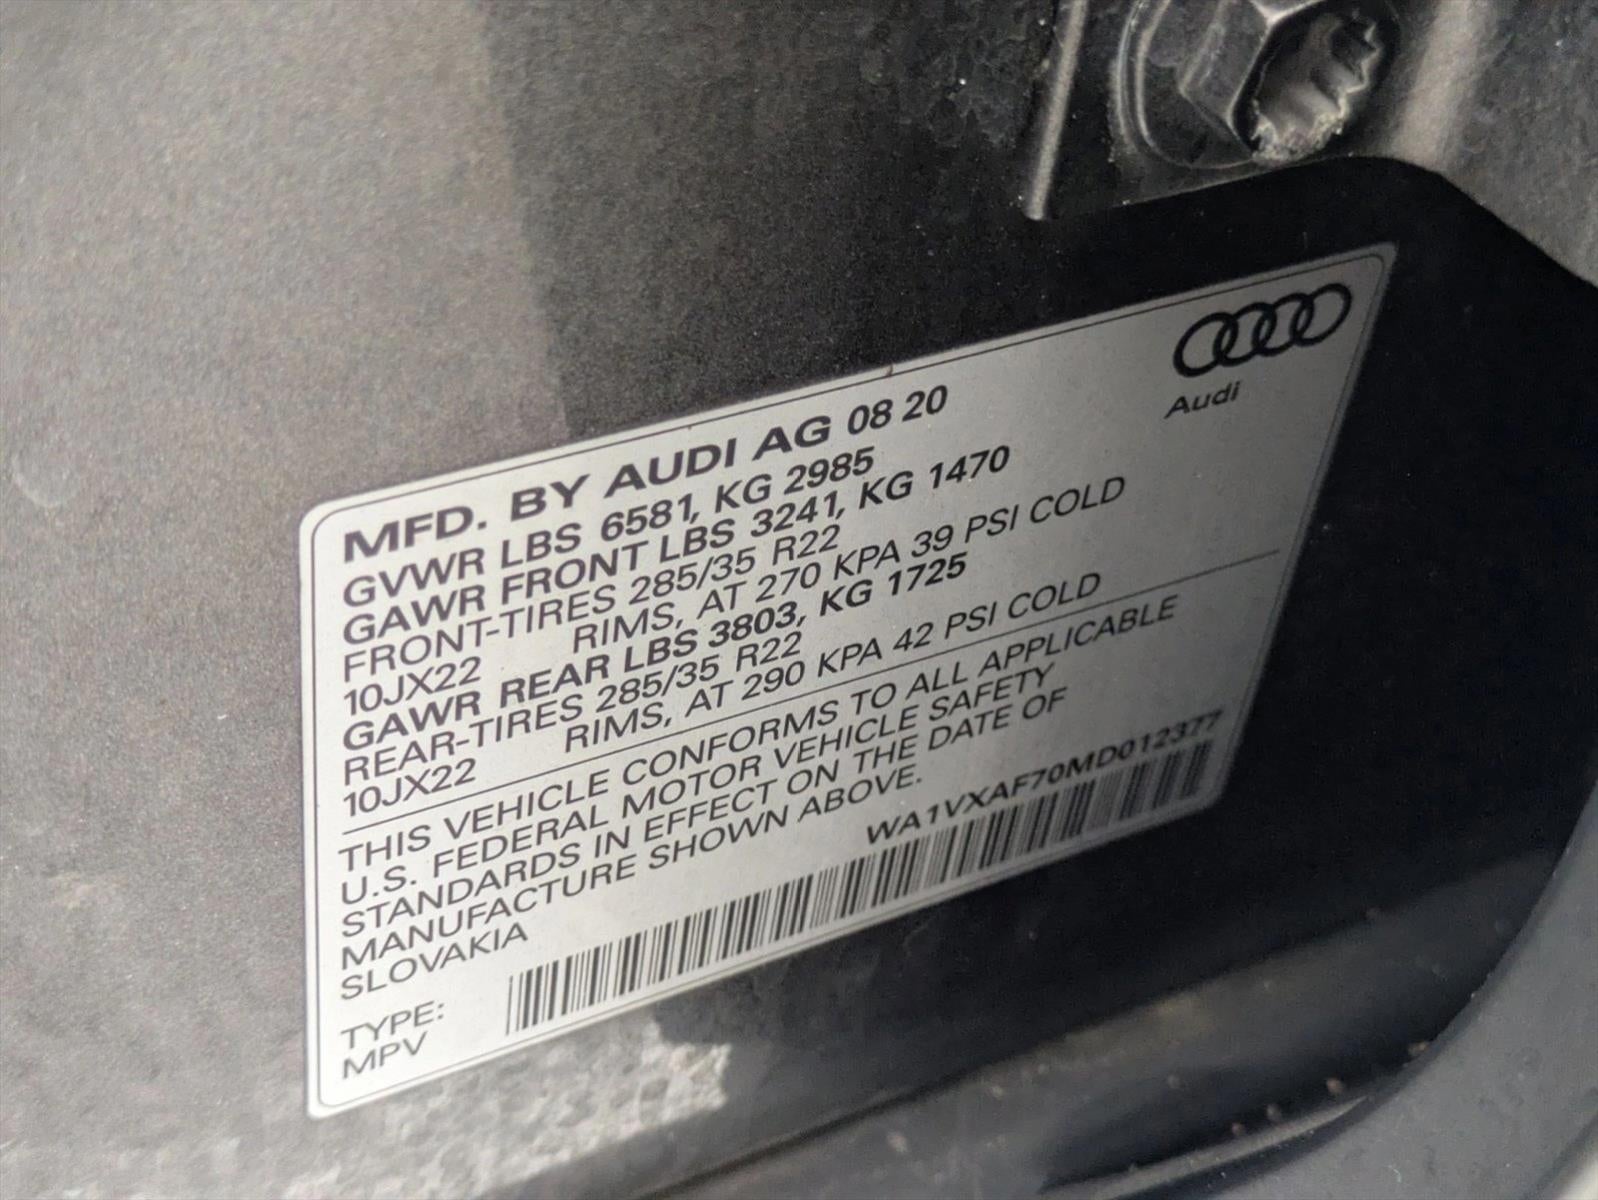 Audi
MFD. BY AUDI AG 08 20
GVWR LBS 6581, KG 2985
GAWR FRONT LBS 3241, KG 1470
FRONT-TIRES 285/35 R22
10JX22 RIMS, AT 270 KPA 39 PSI COLD
GAWR REAR LBS 3803, KG 1725
REAR-TIRES 285/35 R22
10JX22 RIMS, AT 290 KPA 42 PSI COLD
THIS VEHICLE CONFORMS TO ALL APPLICABLE
U.S. FEDERAL MOTOR VEHICLE SAFETY
STANDARDS IN EFFECT ON THE DATE OF
MANUFACTURE SHOWN ABOVE.
SLOVAKIA
WA1VXAF70MD012377
TYPE:
MPV